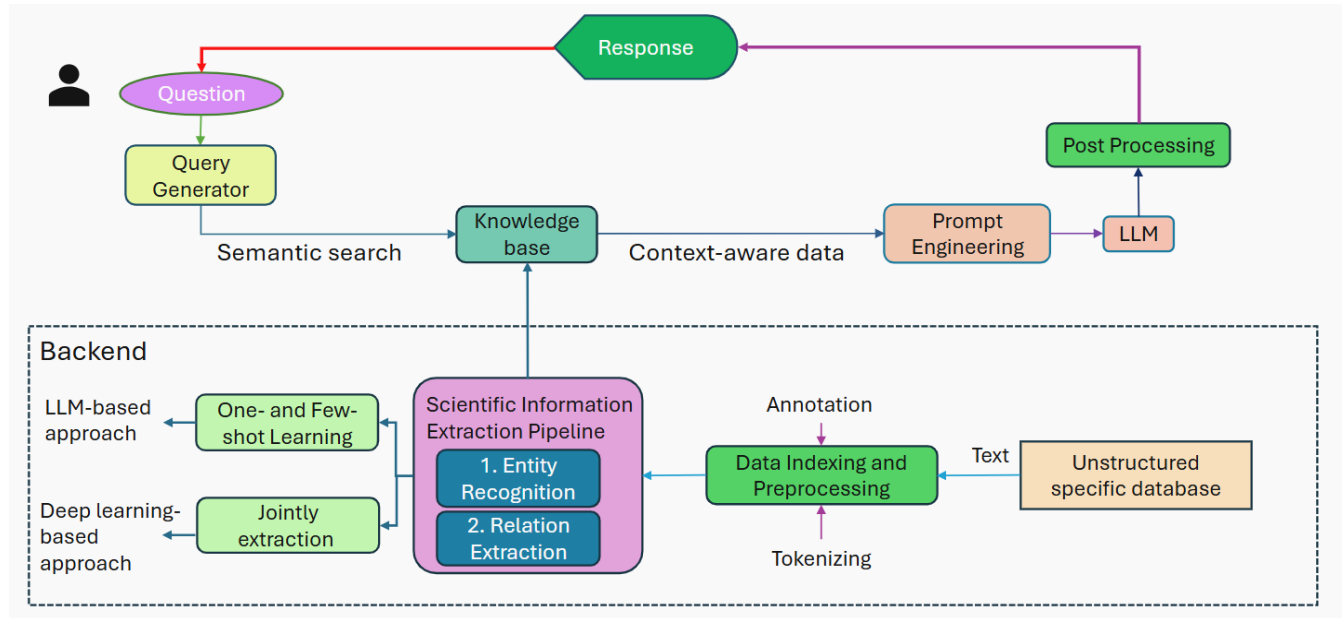 Response
Question
Post Processing
Query
Generator
Knowledge
base
Prompt
Engineering
LLM
Semantic search
Context-aware data
Backend
LLM-based
approach
One- and Few-
shot Learning
Scientific Information
Extraction Pipeline
Annotation
1. Entity
Recognition
Data Indexing and
Preprocessing
Text
Unstructured
specific database
Deep learning-
based
approach
Jointly
extraction
2. Relation
Extraction
Tokenizing